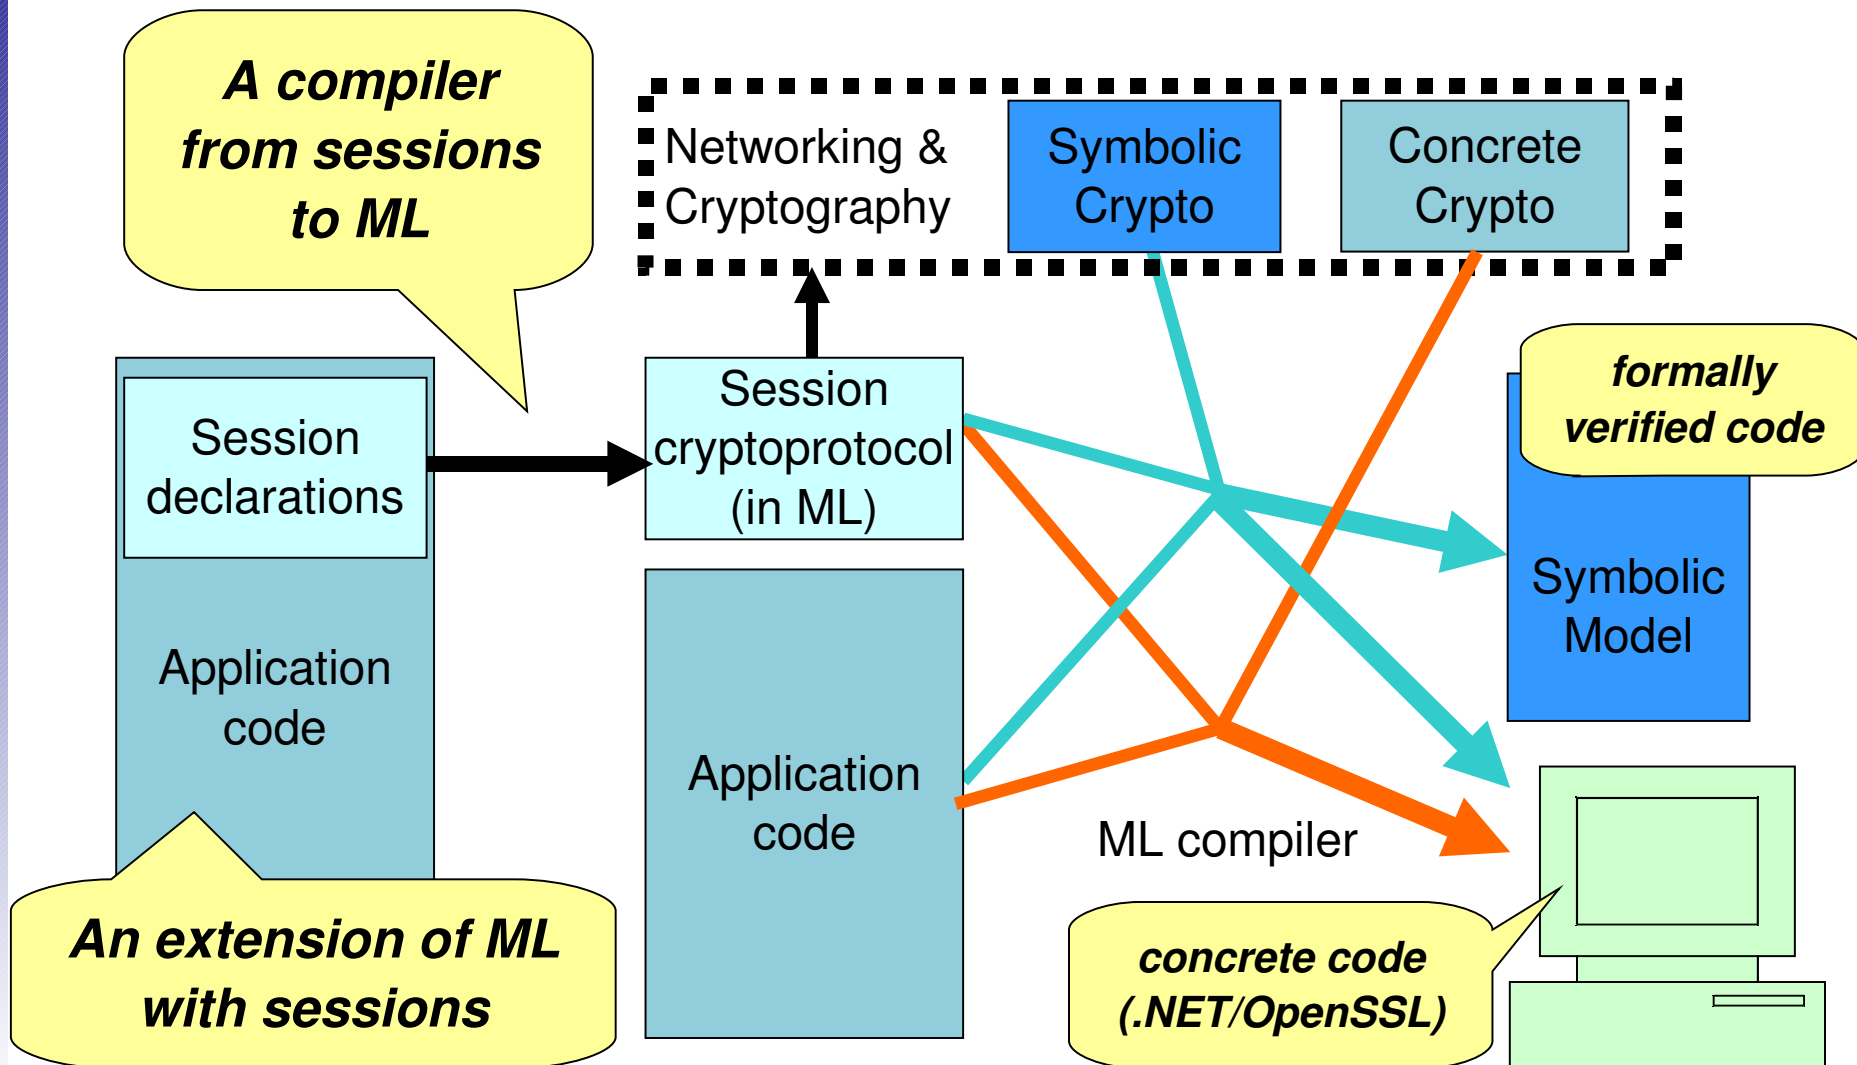 A compiler
from sessions
to ML
Networking &
Cryptography
Symbolic
Crypto
Concrete
Crypto
Session
declarations
Application
code
Session
cryptoprotocol
(in ML)
Application
code
formally
verified code
Symbolic
Model
ML compiler
An extension of ML
with sessions
concrete code
(.NET/OpenSSL)